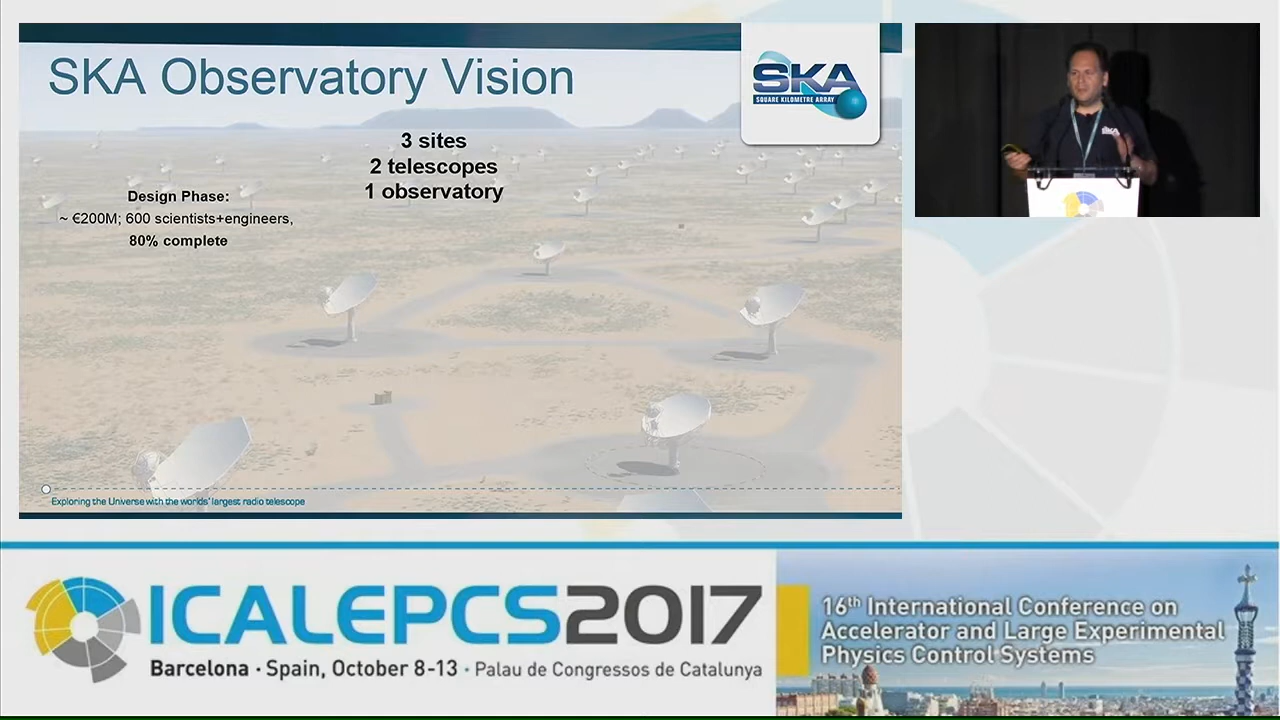 SKA Observatory Vision
SKA
SQUARE KILOMETRE ARRAY
3 sites
2 telescopes
1 observatory
Design Phase:
~ €200M; 600 scientists+engineers,
80% complete
Exploring the Universe with the worlds' largest radio telescope
SKA
ICALEPCS2017
Barcelona · Spain, October 8-13 · Palau de Congressos de Catalunya
16th International Conference on
Accelerator and Large Experimental
Physics Control Systems